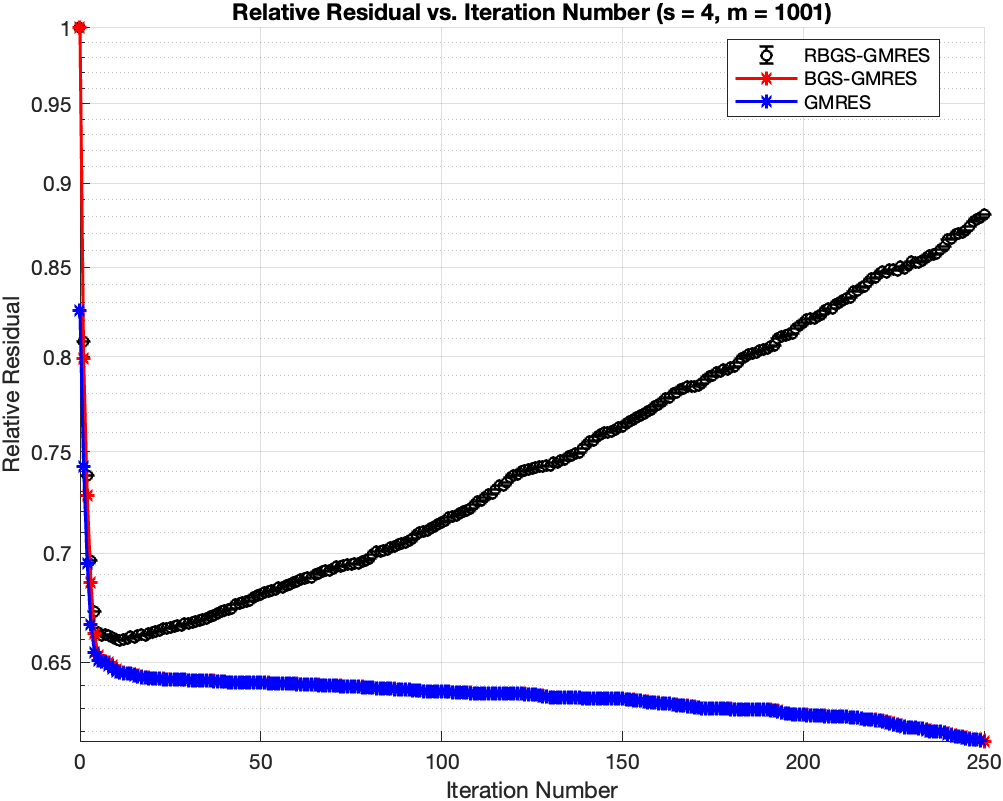 Relative Residual vs. Iteration Number (s = 4, m = 1001)
RBGS-GMRES
BGS-GMRES
GMRES
Relative Residual
1
0.95
0.9
0.85
0.8
0.75
0.7
0.65
0
50
100
150
200
250
Iteration Number